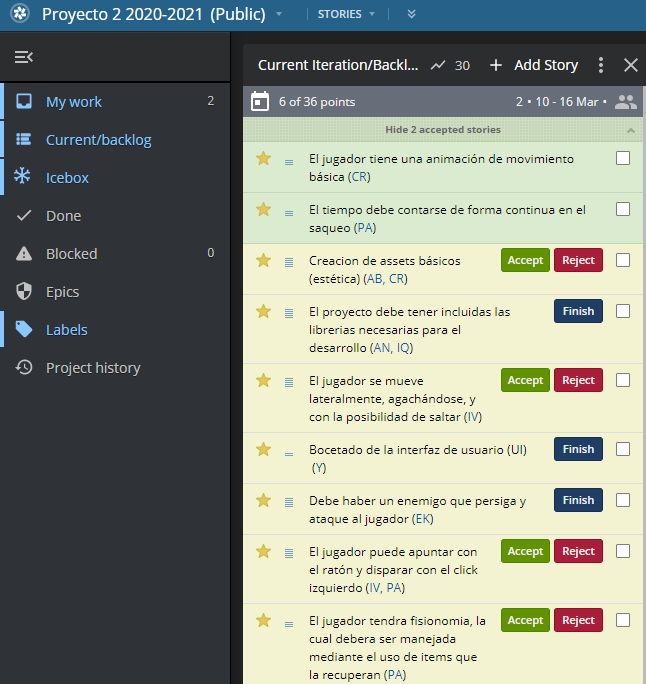 Proyecto 2 2020-2021 (Public) STORIES
My work 2
Current/backlog
Icebox
Done
Blocked 0
Epics
Labels
Project history
Current Iteration/Backl... 30 + Add Story
6 of 36 points 2 • 10 - 16 Mar •
Hide 2 accepted stories
El jugador tiene una animación de movimiento
básica (CR)
El tiempo debe contarse de forma continua en el
saqueo (PA)
Creacion de assets básicos Accept Reject
(estética) (AB, CR)
El proyecto debe tener incluidas las Finish
librerias necesarias para el
desarrollo (AN, IQ)
El jugador se mueve Accept Reject
lateralmente, agachándose, y
con la posibilidad de saltar (IV)
Bocetado de la interfaz de usuario (UI) Finish
(Y)
Debe haber un enemigo que persiga y Finish
ataque al jugador (EK)
El jugador puede apuntar con Accept Reject
el ratón y disparar con el click
izquierdo (IV, PA)
El jugador tendra fisionomia, la Accept Reject
cual debera ser manejada
mediante el uso de items que
la recuperan (PA)